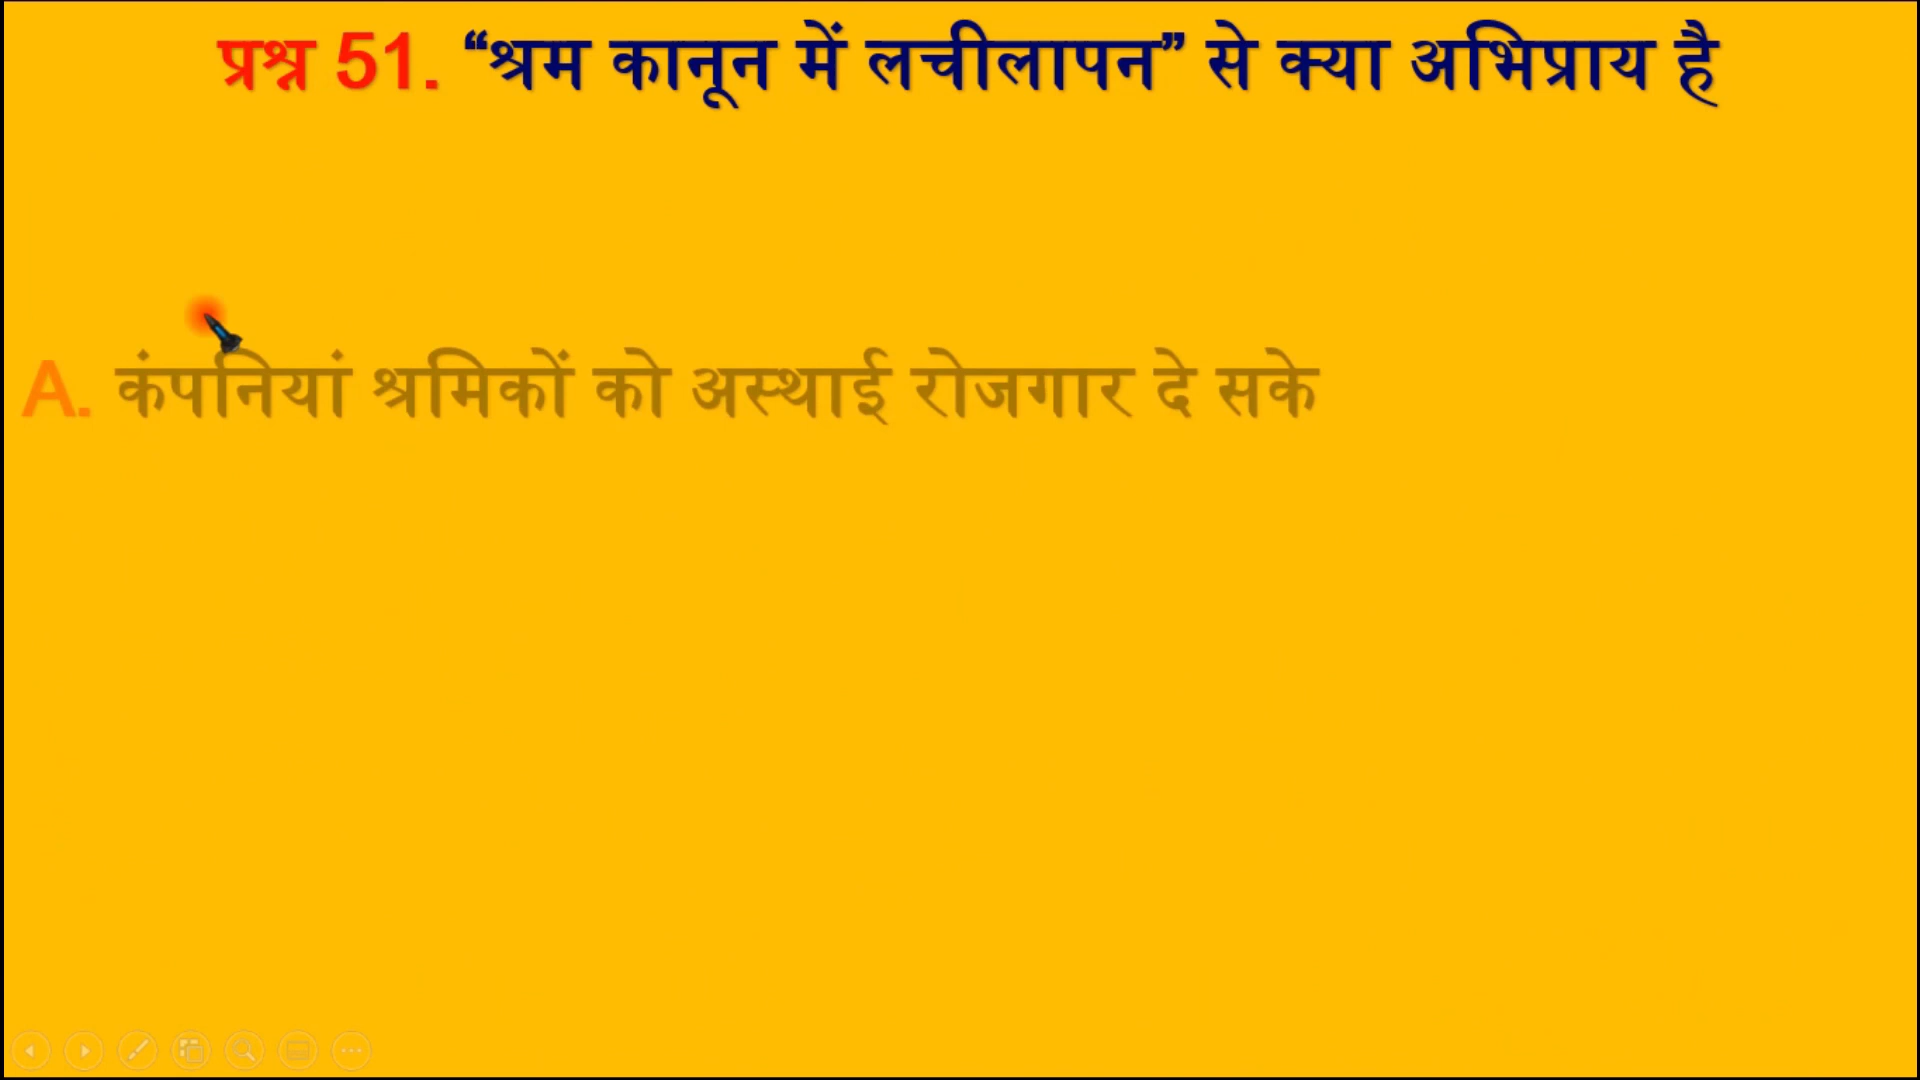 प्रश्न 51. “श्रम कानून में लचीलापन” से क्या अभिप्राय है
A. कंपनियां श्रमिकों को अस्थाई रोजगार दे सके